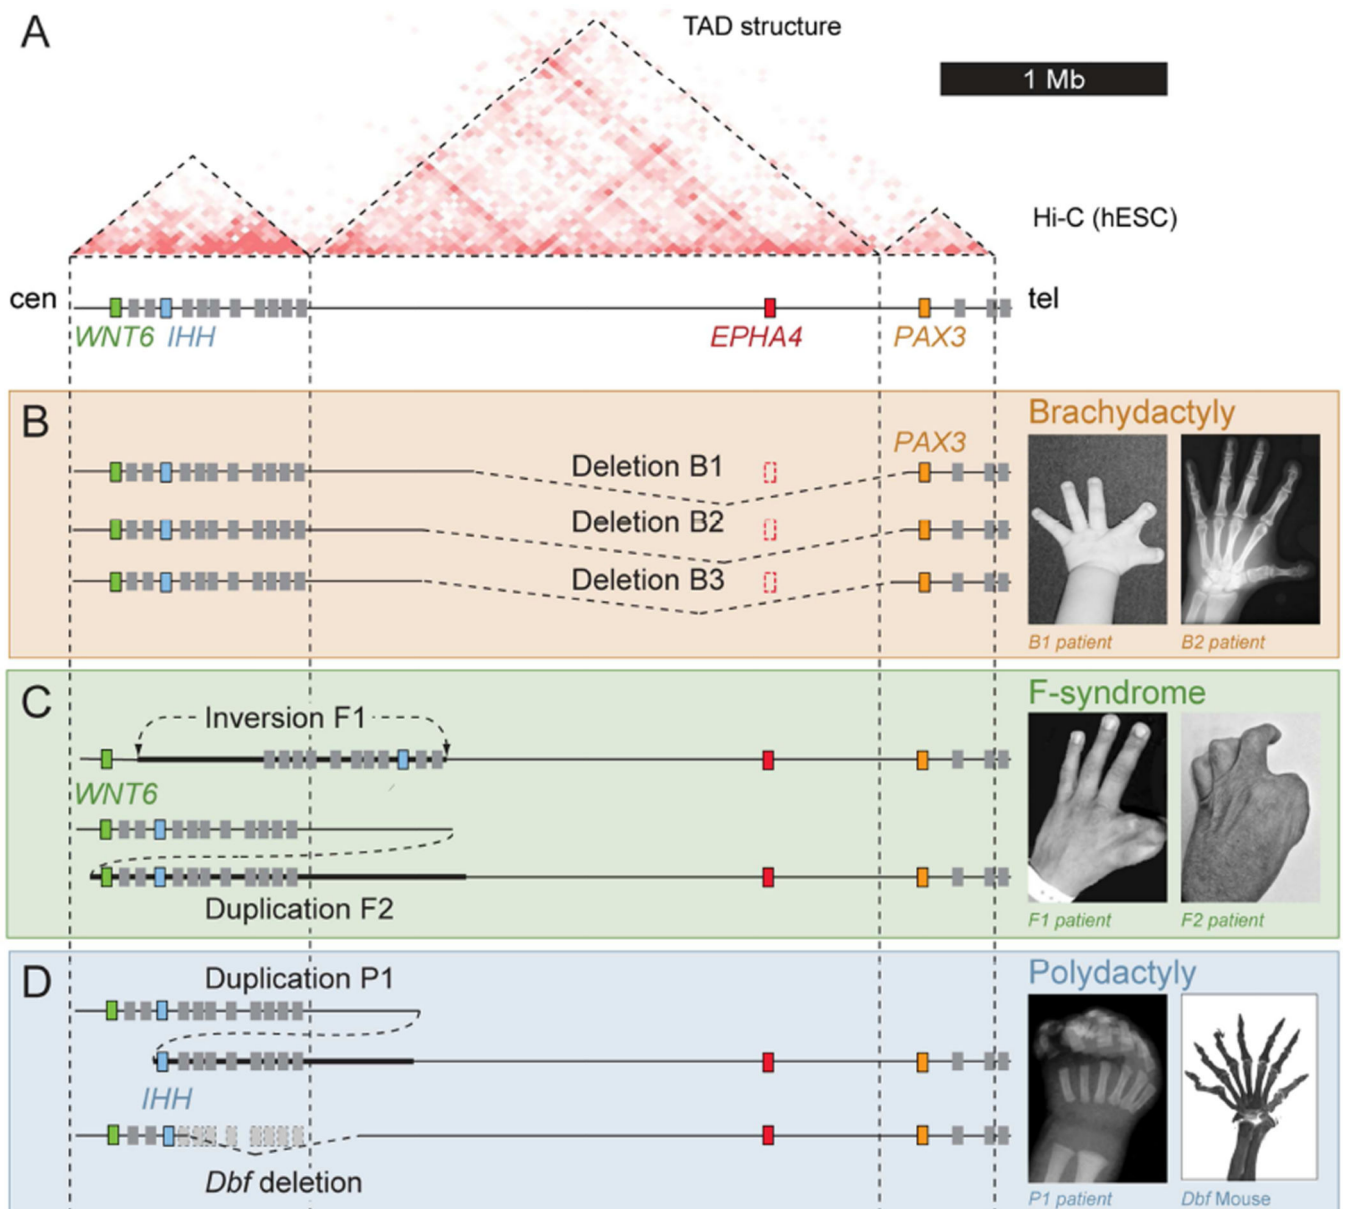 A
TAD structure
1 Mb
Hi-C (hESC)
cen
tel
WNT6 IHH EPHA4 PAX3
B
Brachydactyly
PAX3
Deletion B1
Deletion B2
Deletion B3
B1 patient B2 patient
C
F-syndrome
Inversion F1
WNT6
Duplication F2
F1 patient F2 patient
D
Duplication P1
Polydactyly
IHH
Dbf deletion
P1 patient Dbf Mouse